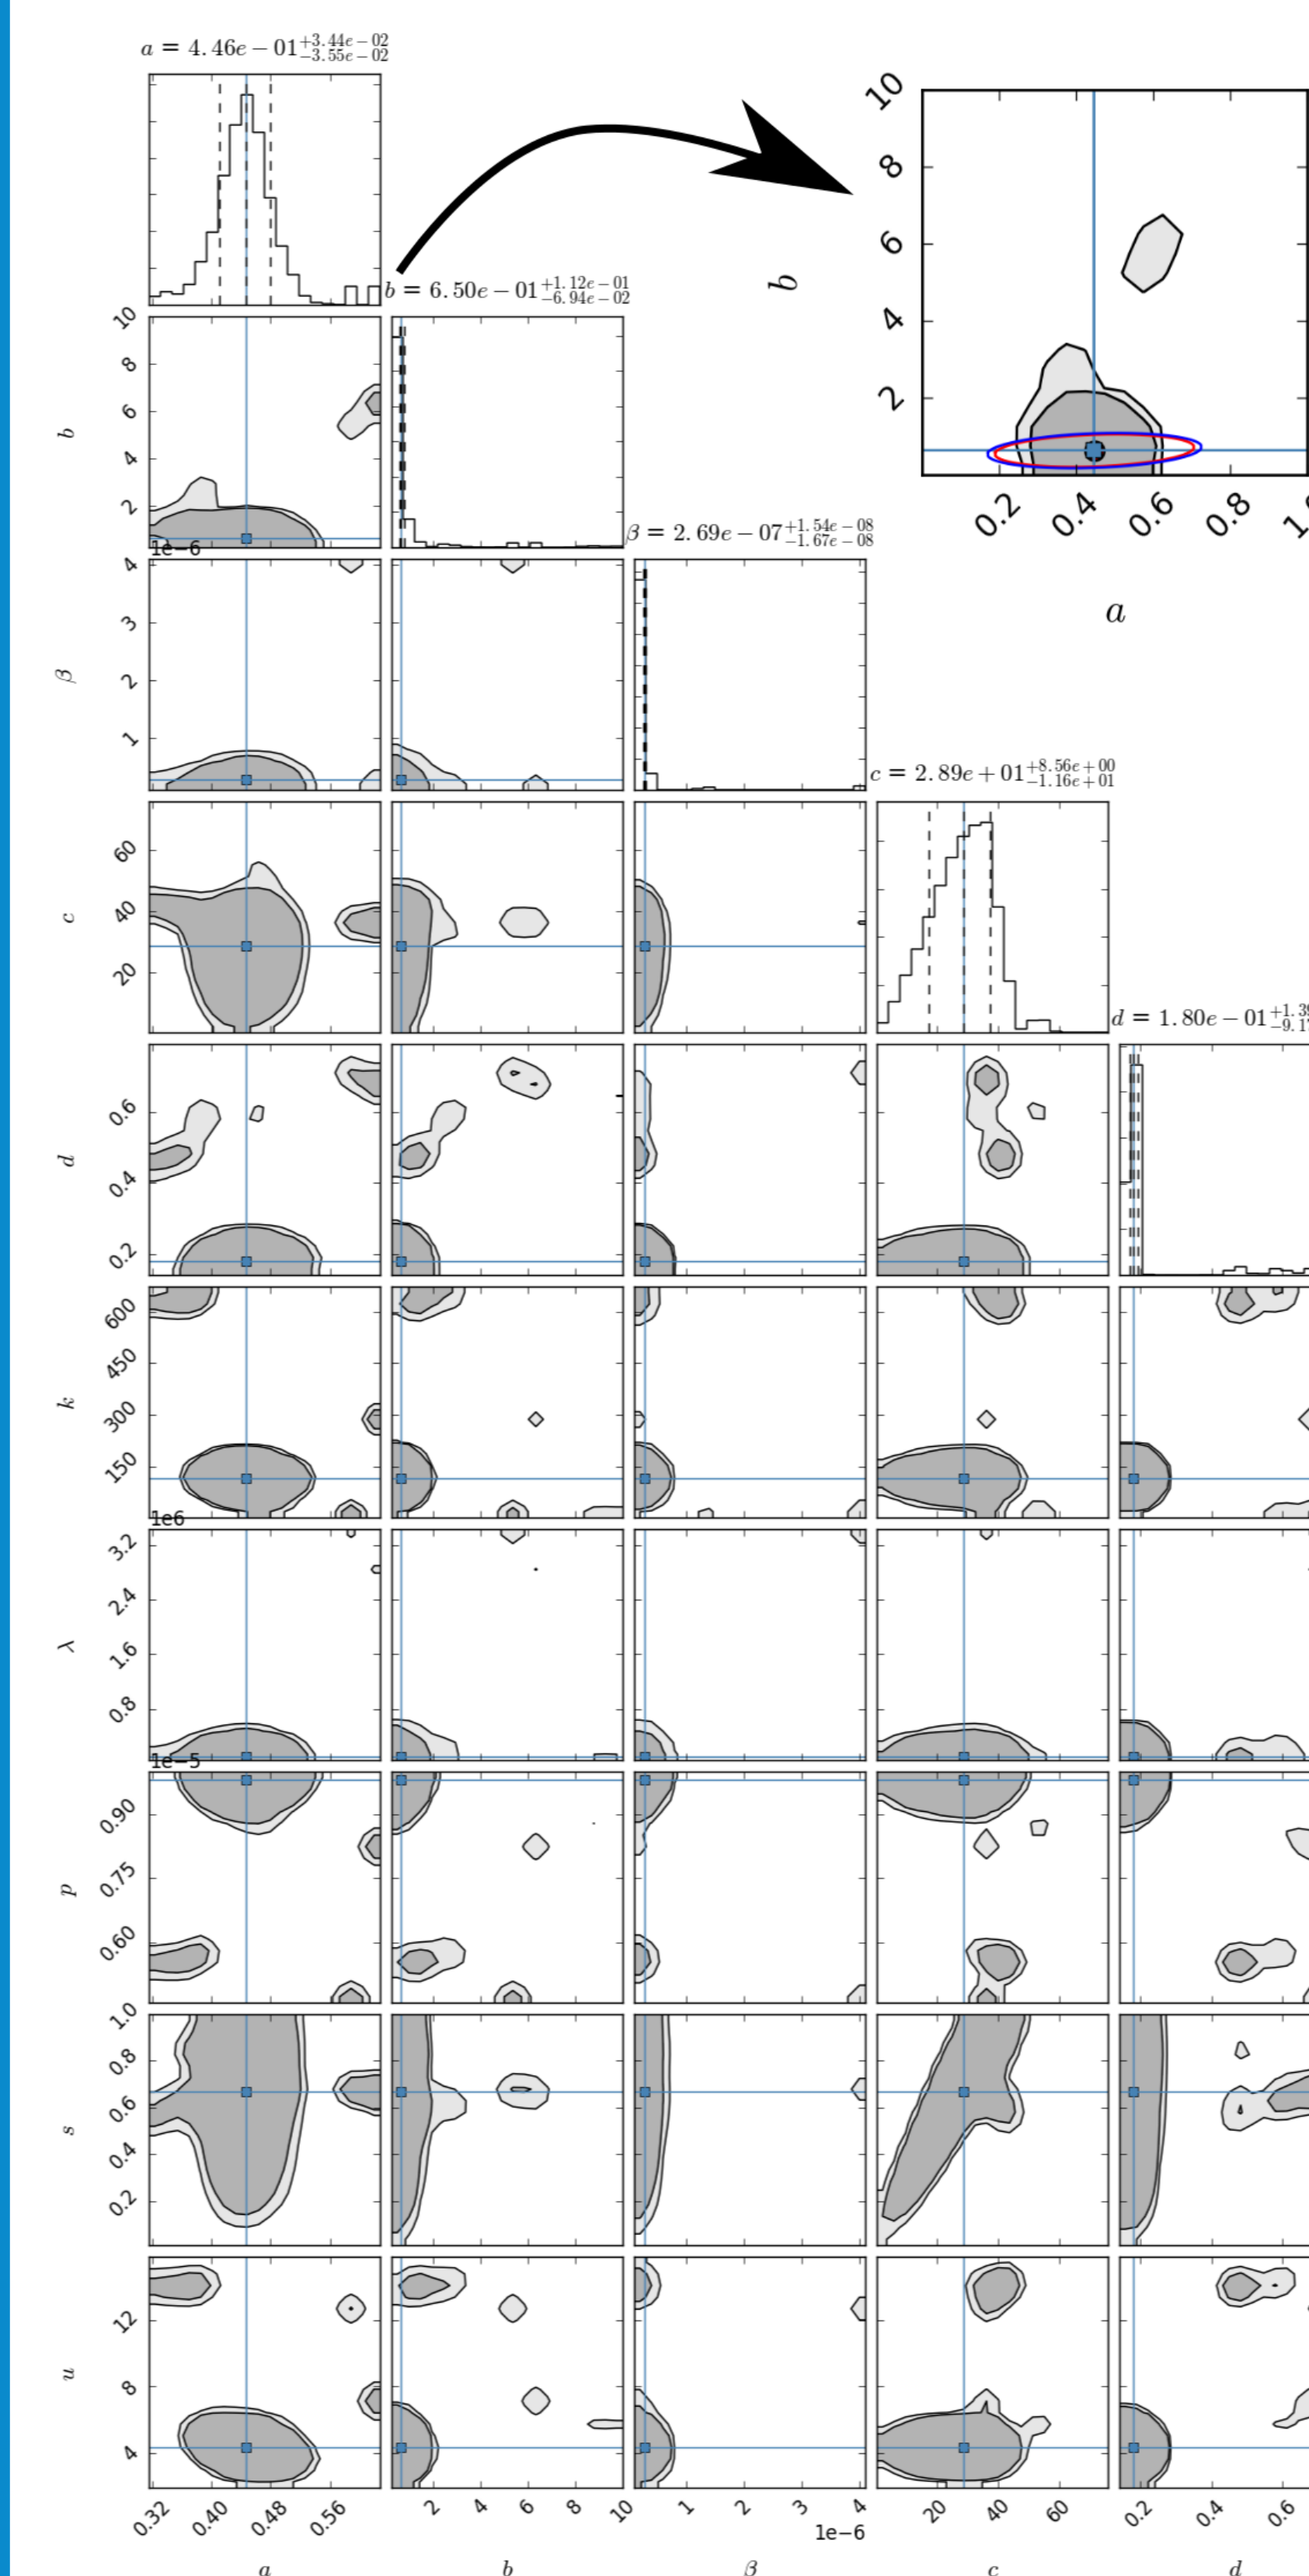 a = 4.46e − 01 +3.44e − 02 −3.55e − 02
10
8
6
4
2
b
0.2 0.4 0.6 0.8
a
b = 6.50e − 01 +1.12e − 01 −6.94e − 02
10
8
6
4
2
b
β = 2.69e − 07 +1.54e − 08 −1.67e − 08
1e−6
4
3
2
1
β
c = 2.89e + 01 +8.56e + 00 −1.16e + 01
60
40
20
c
d = 1.80e − 01
0.6
0.4
0.2
d
600
450
300
150
k
1e6
3.2
2.4
1.6
0.8
λ
1e−5
0.90
0.75
0.60
p
1.0
0.8
0.6
0.4
0.2
s
12
8
4
u
0.32 0.40 0.48 0.56 2 4 6 8 10 1 2 3 4 20 40 60 0.2 0.4 0.6
1e−6
a b β c d